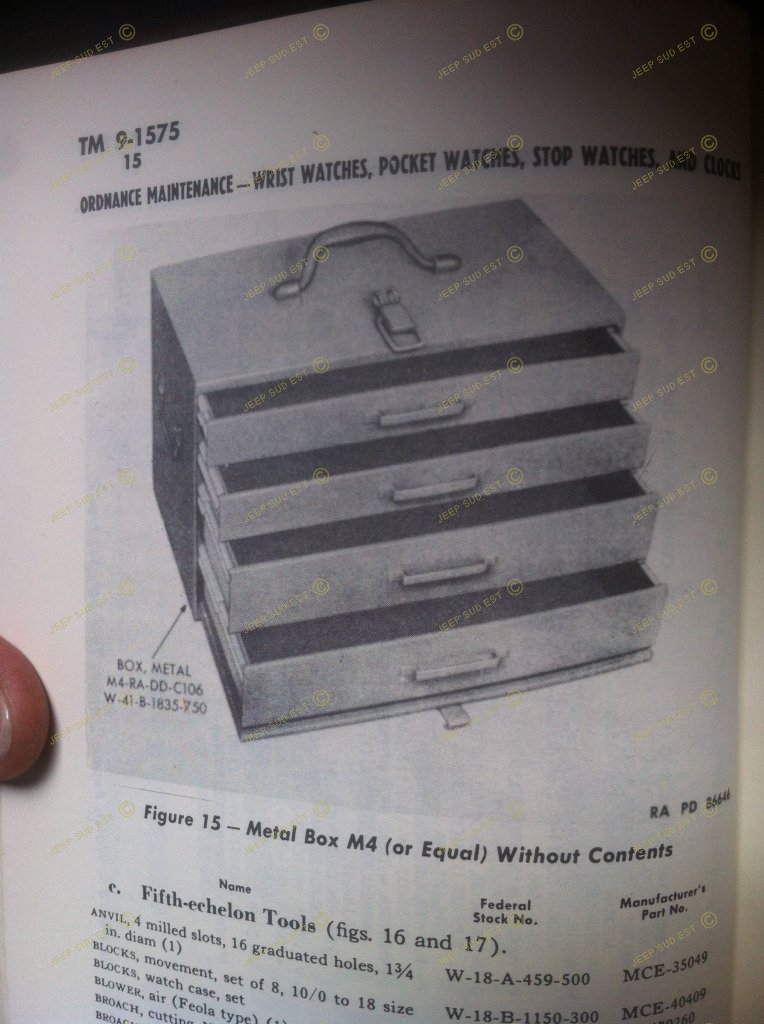 TM 9-1575
15
ORDNANCE MAINTENANCE — WRIST WATCHES, POCKET WATCHES, STOP WATCHES, AND CLOCKS
BOX, METAL
M4-RA-DD-C106
W-41-B-1835-750
RA PD 86646
Figure 15 — Metal Box M4 (or Equal) Without Contents
c. Fifth-echelon Tools (figs. 16 and 17).
Name
Federal
Stock No.
Manufacturer's
Part No.
ANVIL, 4 milled slots, 16 graduated holes, 1¾
in. diam (1)
W-18-A-459-500
MCE-35049
BLOCKS, movement, set of 8, 10/0 to 18 size
W-18-B-1150-300
MCE-40409
BLOCKS, watch case, set
BLOWER, air (Feola type) (1)
BROACH, cutting
JEEP SUD EST ©